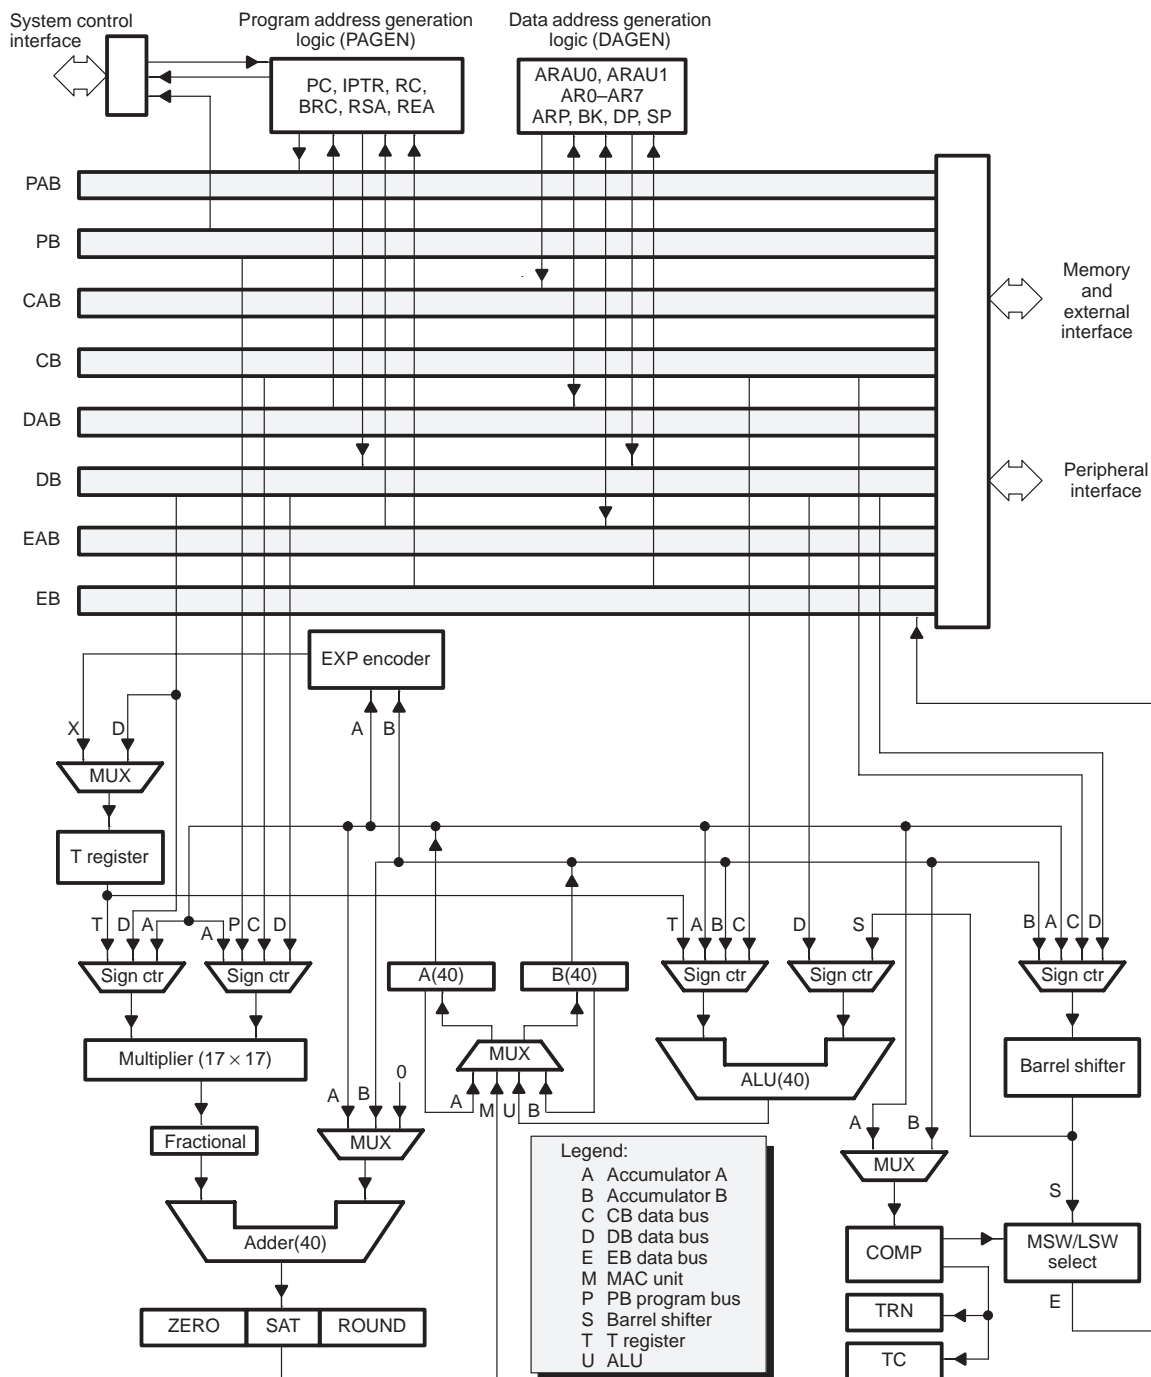 System control
interface
Program address generation
logic (PAGEN)
Data address generation
logic (DAGEN)
PC, IPTR, RC,
BRC, RSA, REA
ARAU0, ARAU1
AR0–AR7
ARP, BK, DP, SP
PAB
PB
CAB
CB
DAB
DB
EAB
EB
Memory
and
external
interface
Peripheral
interface
EXP encoder
X
D
A
B
MUX
T register
T
D
A
A
P
C
D
T
A
B
C
D
S
B
A
C
D
Sign ctr
Sign ctr
A(40)
B(40)
Sign ctr
Sign ctr
Sign ctr
Multiplier (17 × 17)
MUX
ALU(40)
Barrel shifter
A
B
0
A
M
U
B
A
B
Fractional
MUX
MUX
S
Adder(40)
COMP
MSW/LSW
select
E
ZERO
SAT
ROUND
TRN
TC
Legend:
A Accumulator A
B Accumulator B
C CB data bus
D DB data bus
E EB data bus
M MAC unit
P PB program bus
S Barrel shifter
T T register
U ALU